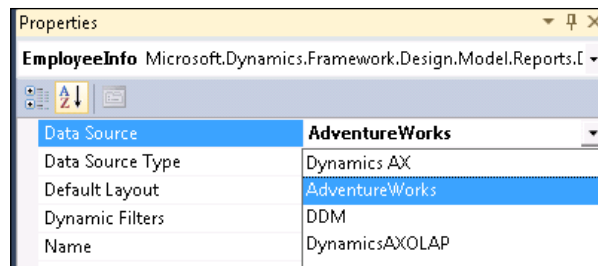 Properties
EmployeeInfo Microsoft.Dynamics.Framework.Design.Model.Reports.
Data Source AdventureWorks
Data Source Type Dynamics AX
Default Layout AdventureWorks
Dynamic Filters DDM
Name DynamicsAXOLAP